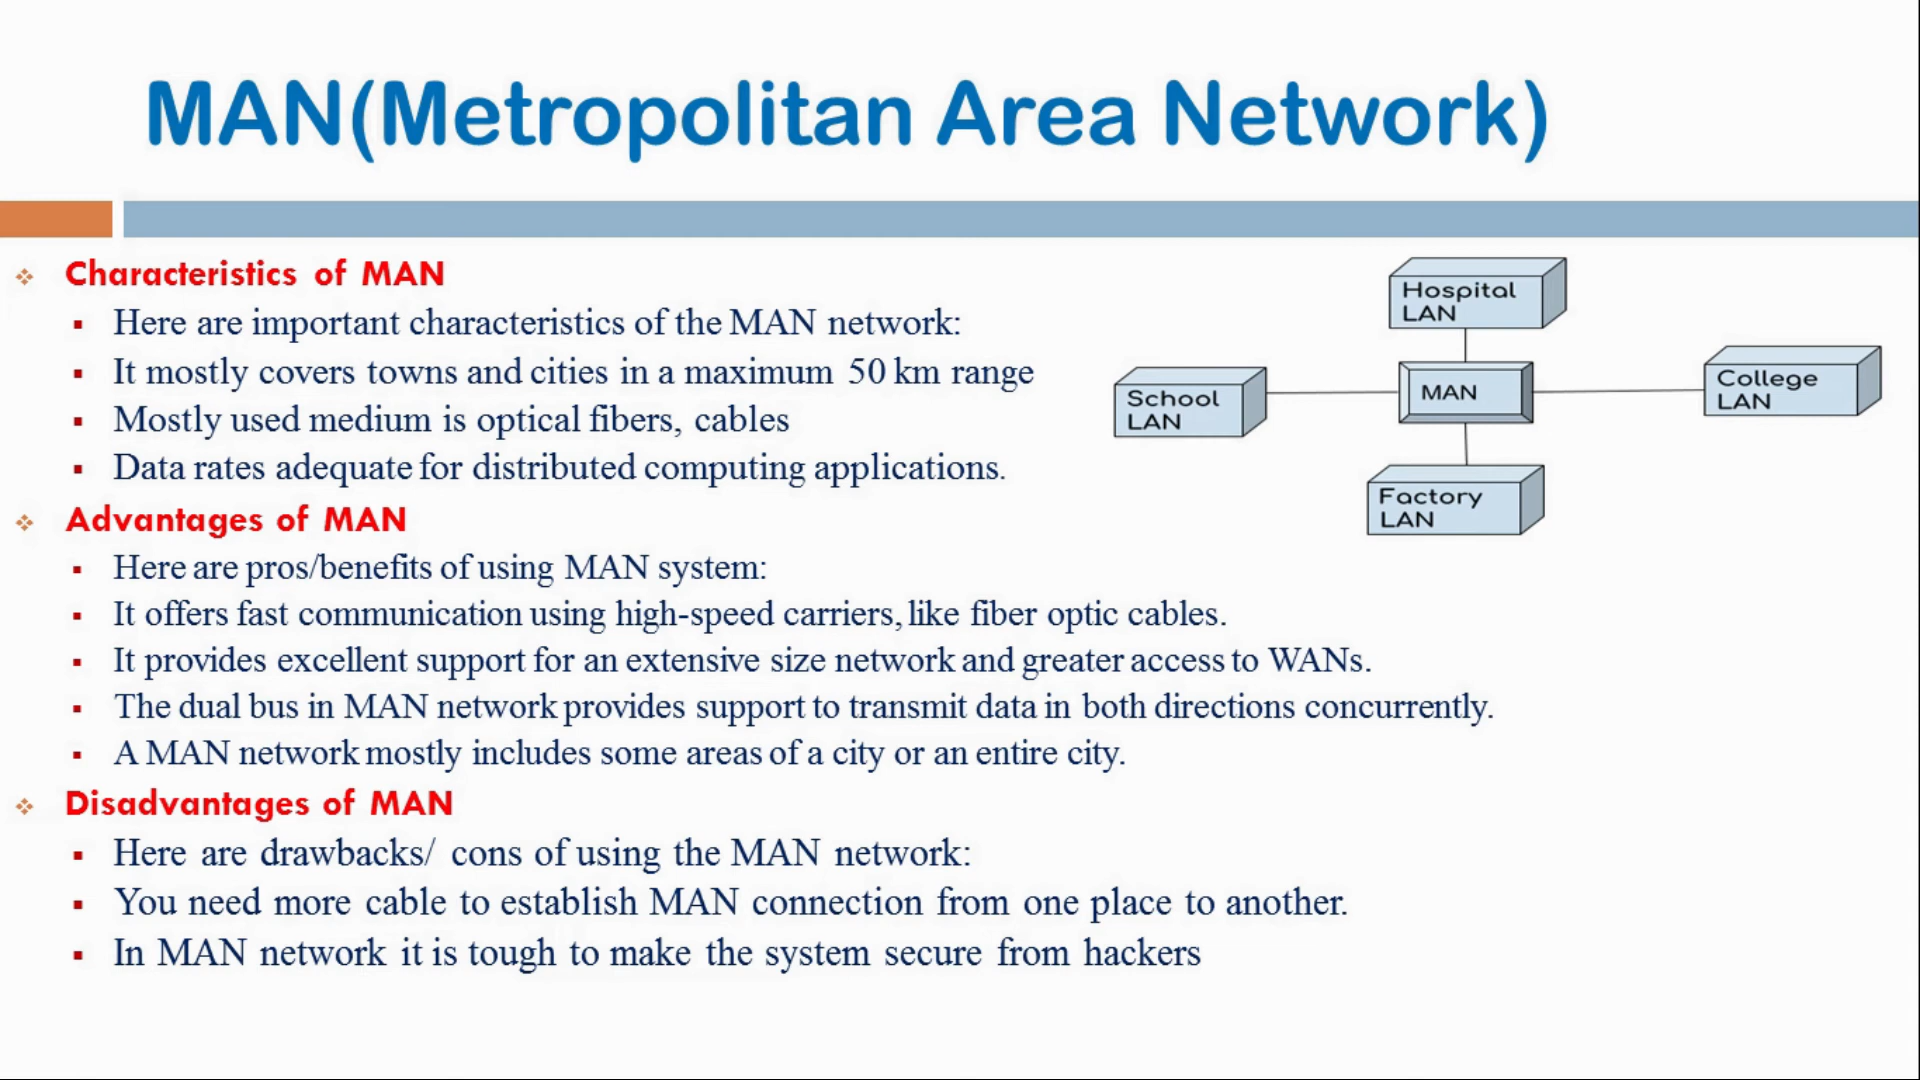 MAN(Metropolitan Area Network)
Characteristics of MAN
Here are important characteristics of the MAN network:
It mostly covers towns and cities in a maximum 50 km range
Mostly used medium is optical fibers, cables
Data rates adequate for distributed computing applications.
Hospital
LAN
School
LAN
MAN
College
LAN
Factory
LAN
Advantages of MAN
Here are pros/benefits of using MAN system:
It offers fast communication using high-speed carriers, like fiber optic cables.
It provides excellent support for an extensive size network and greater access to WANs.
The dual bus in MAN network provides support to transmit data in both directions concurrently.
A MAN network mostly includes some areas of a city or an entire city.
Disadvantages of MAN
Here are drawbacks/ cons of using the MAN network:
You need more cable to establish MAN connection from one place to another.
In MAN network it is tough to make the system secure from hackers